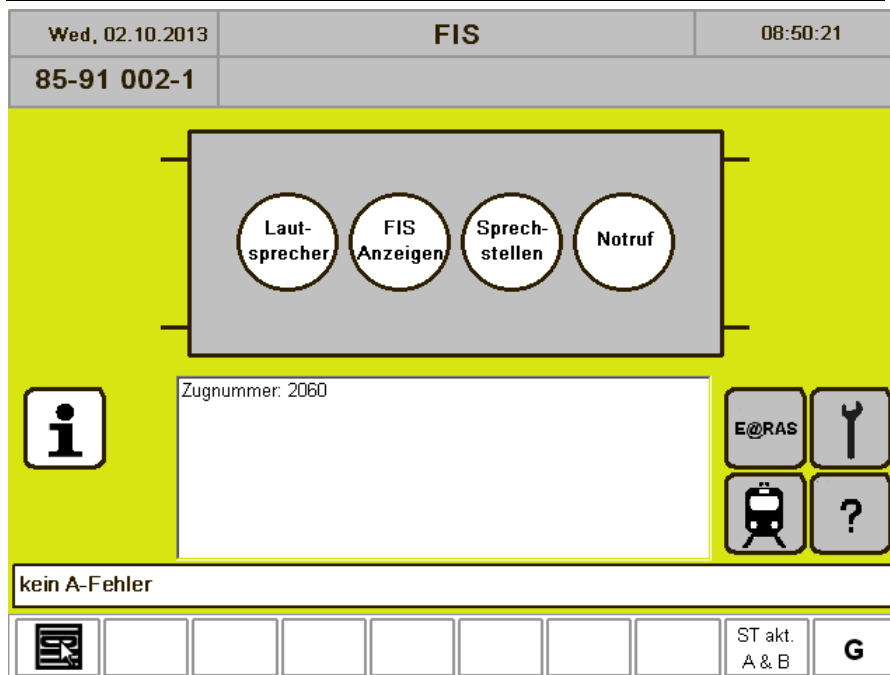 Wed, 02.10.2013
FIS
08:50:21
85-91 002-1
Laut-
sprecher
FIS
Anzeigen
Sprech-
stellen
Notruf
Zugnummer: 2060
i
E@RAS
?
kein A-Fehler
ST akt.
A & B
G